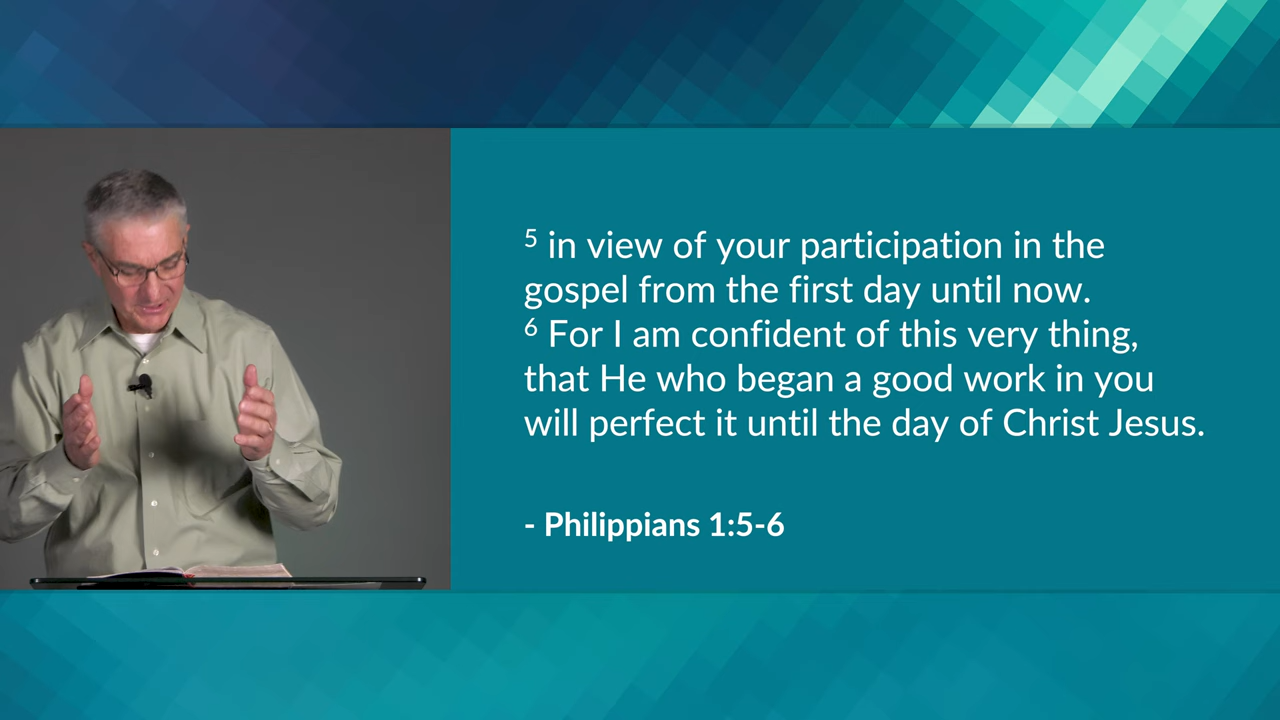 5 in view of your participation in the
gospel from the first day until now.
6 For I am confident of this very thing,
that He who began a good work in you
will perfect it until the day of Christ Jesus.
- Philippians 1:5-6